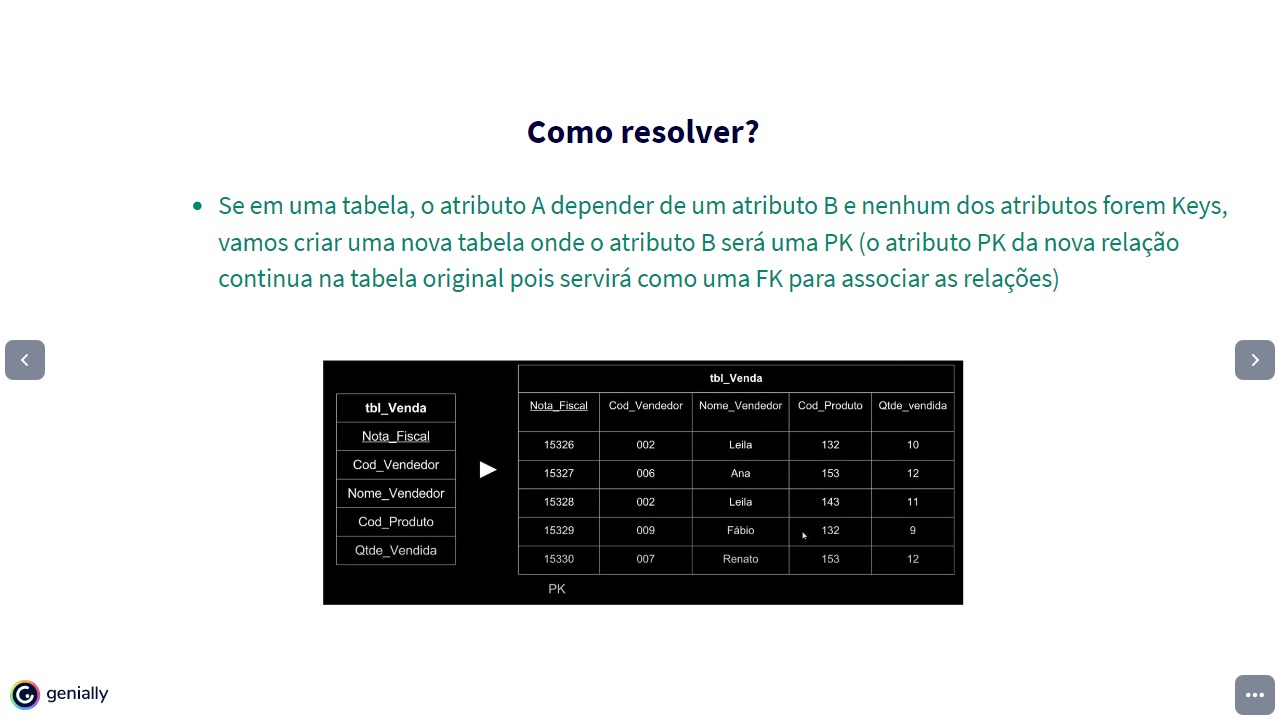 Como resolver?
• Se em uma tabela, o atributo A depender de um atributo B e nenhum dos atributos forem Keys,
vamos criar uma nova tabela onde o atributo B será uma PK (o atributo PK da nova relação
continua na tabela original pois servirá como uma FK para associar as relações)
tbl_Venda
Nota_Fiscal
Cod_Vendedor
Nome_Vendedor
Cod_Produto
Qtde_Vendida
tbl_Venda
Nota_Fiscal Cod_Vendedor Nome_Vendedor Cod_Produto Qtde_vendida
15326 002 Leila 132 10
15327 006 Ana 153 12
15328 002 Leila 143 11
15329 009 Fábio 132 9
15330 007 Renato 153 12
PK
genially